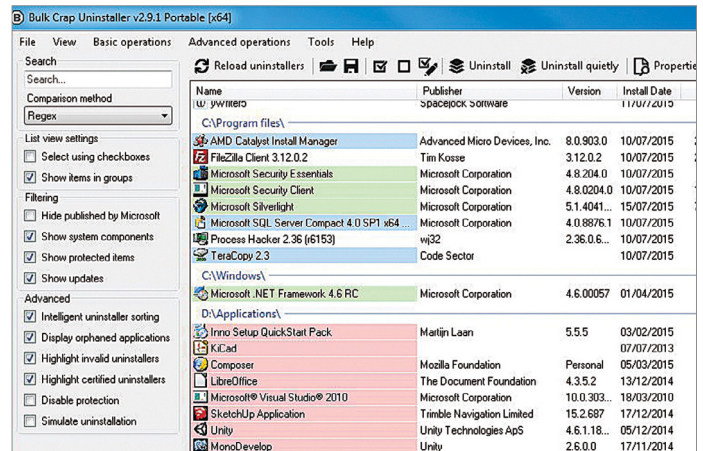 Bulk Crap Uninstaller v2.9.1 Portable [x64]
File View Basic operations Advanced operations Tools Help
Search
Search...
Comparison method
Regex
List view settings
Select using checkboxes
Show items in groups
Filtering
Hide published by Microsoft
Show system components
Show protected items
Show updates
Advanced
Intelligent uninstaller sorting
Display orphaned applications
Highlight invalid uninstallers
Highlight certified uninstallers
Disable protection
Simulate uninstallation
Reload uninstallers Uninstall Uninstall quietly Propertie
Name Publisher Version Install Date
yWriter5 Spacejock Software 11/07/2015
C:\Program files\
AMD Catalyst Install Manager Advanced Micro Devices, Inc. 8.0.903.0 10/07/2015
FileZilla Client 3.12.0.2 Tim Kosse 3.12.0.2 10/07/2015
Microsoft Security Essentials Microsoft Corporation 4.8.204.0 10/07/2015
Microsoft Security Client Microsoft Corporation 4.8.0204.0 10/07/2015
Microsoft Silverlight Microsoft Corporation 5.1.4041... 15/07/2015
Microsoft SQL Server Compact 4.0 SP1 x64 ... Microsoft Corporation 4.0.8876.1 10/07/2015
Process Hacker 2.36 (r6153) wj32 2.36.0.6... 10/07/2015
TeraCopy 2.3 Code Sector 10/07/2015
C:\Windows\
Microsoft .NET Framework 4.6 RC Microsoft Corporation 4.6.00057 01/04/2015
D:\Applications\
Inno Setup QuickStart Pack Martijn Laan 5.5.5 03/02/2015
KiCad 07/07/2013
Composer Mozilla Foundation Personal 05/03/2015
LibreOffice The Document Foundation 4.3.5.2 13/12/2014
Microsoft® Visual Studio® 2010 Microsoft Corporation 10.0.303... 18/03/2010
SketchUp Application Trimble Navigation Limited 15.2.687 17/12/2014
Unity Unity Technologies ApS 4.6.1.18... 05/12/2014
MonoDevelop Unity 2.6.0.0 17/11/2014